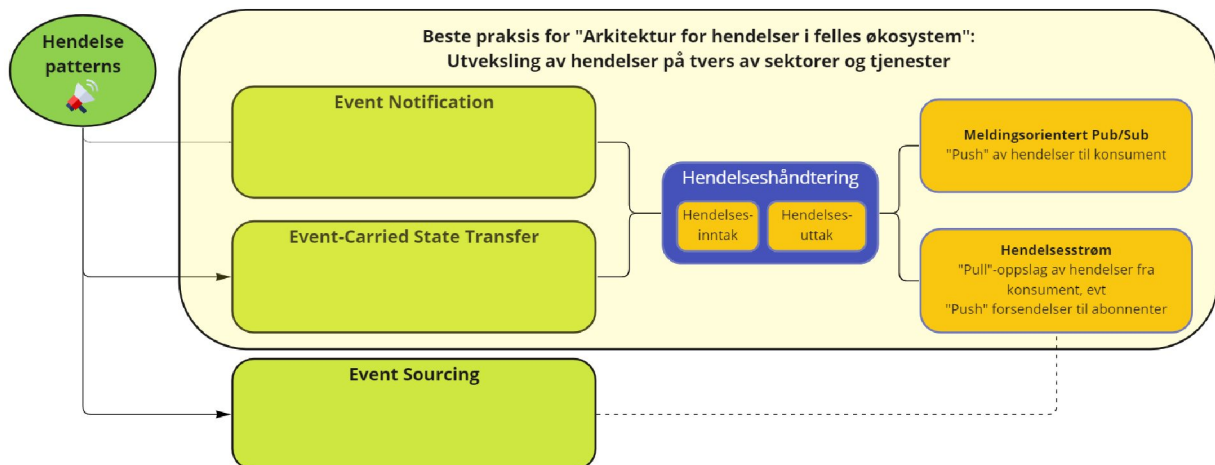 Hendelse
patterns
Beste praksis for "Arkitektur for hendelser i felles økosystem":
Utveksling av hendelser på tvers av sektorer og tjenester
Event Notification
Event-Carried State Transfer
Event Sourcing
Hendelseshåndtering
Hendelses-
inntak
Hendelses-
uttak
Meldingsorientert Pub/Sub
"Push" av hendelser til konsument
Hendelsesstrøm
"Pull"-oppslag av hendelser fra
konsument, evt
"Push" forsendelser til abonnenter